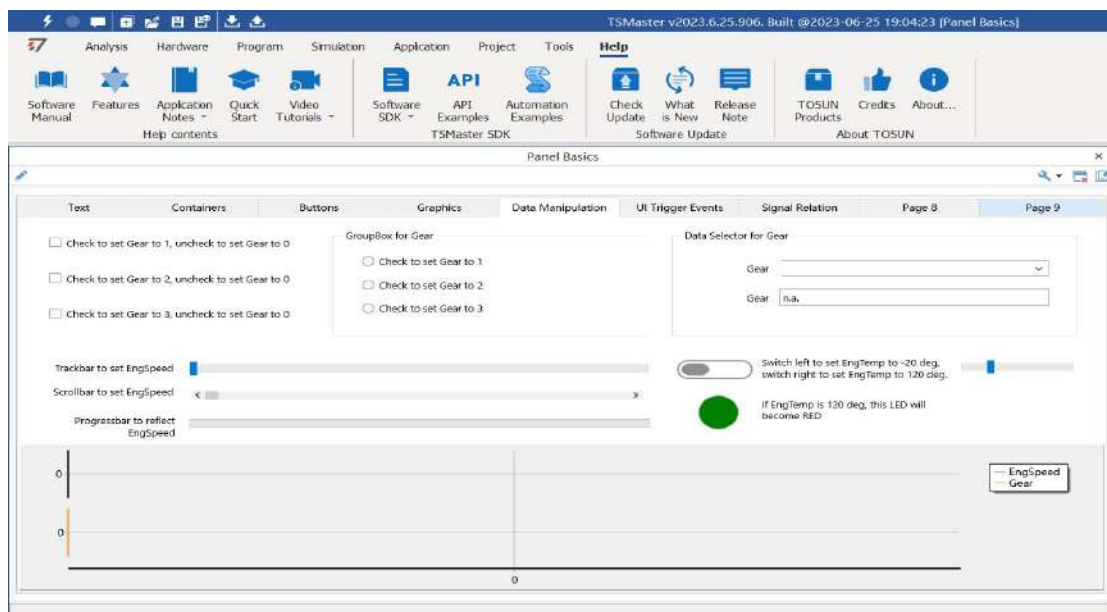 TSMaster v2023.6.25.906. Built @2023-06-25 19:04:23 [Panel Basics]
Analysis Hardware Program Simulation Application Project Tools Help
Software Manual
Features
Application Notes
Quick Start
Video Tutorials
Software SDK
API
API Examples
Automation Examples
Check Update
What is New
Release Note
TOSUN Products
Credits
About...
Help contents
TSMaster SDK
Software Update
About TOSUN
Panel Basics
Text Containers Buttons Graphics Data Manipulation UI Trigger Events Signal Relation Page 8 Page 9
Check to set Gear to 1, uncheck to set Gear to 0
Check to set Gear to 2, uncheck to set Gear to 0
Check to set Gear to 3, uncheck to set Gear to 0
GroupBox for Gear
Check to set Gear to 1
Check to set Gear to 2
Check to set Gear to 3
Data Selector for Gear
Gear
Gear n.a.
Trackbar to set EngSpeed
Scrollbar to set EngSpeed
Progressbar to reflect
EngSpeed
Switch left to set EngTemp to -20 deg,
switch right to set EngTemp to 120 deg.
If EngTemp is 120 deg, this LED will
become RED
0
0
0
EngSpeed
Gear